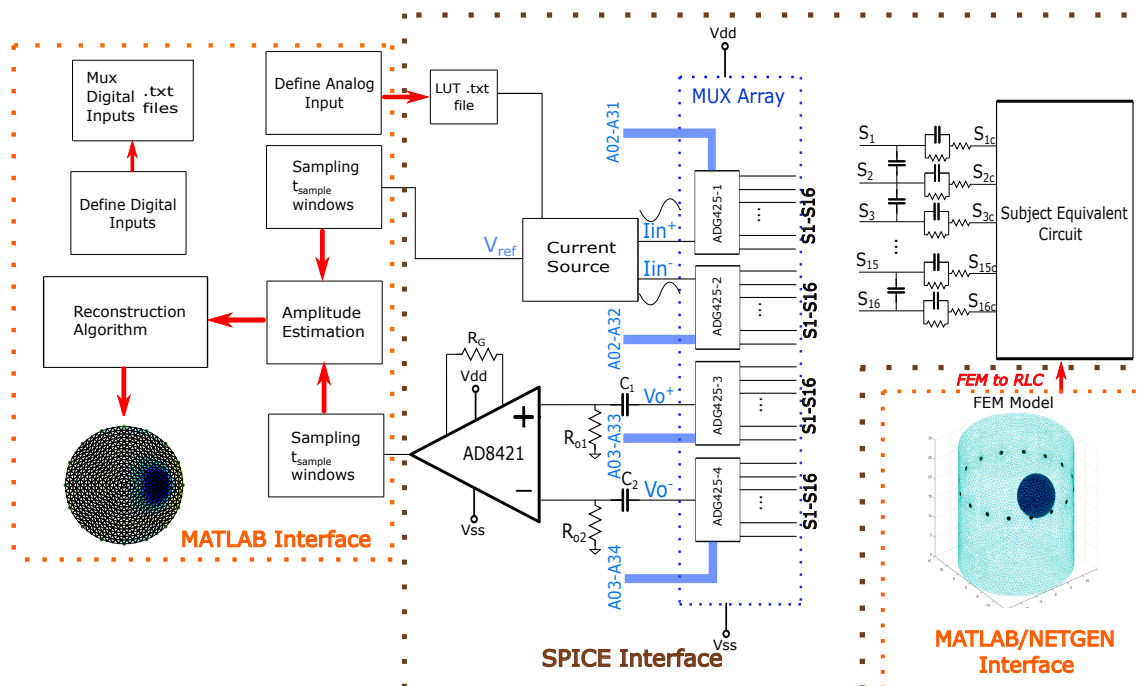 Mux
Digital .txt
Inputs files
Define Digital
Inputs
Define Analog
Input
LUT .txt
file
Sampling
tsample
windows
Reconstruction
Algorithm
Amplitude
Estimation
Sampling
tsample
windows
MATLAB Interface
Vref
Current
Source
Iin+
Iin-
RG
Vdd
AD8421
+
−
Vss
C1
Vo+
Ro1
C2
Vo-
Ro2
A02-A31
A02-A32
A03-A33
A03-A34
Vdd
MUX Array
ADG425-1
...
S1-S16
ADG425-2
...
S1-S16
ADG425-3
...
S1-S16
ADG425-4
...
S1-S16
Vss
SPICE Interface
S1
S1c
S2
S2c
S3
S3c
...
S15
S15c
S16
S16c
Subject Equivalent
Circuit
FEM to RLC
FEM Model
MATLAB/NETGEN
Interface